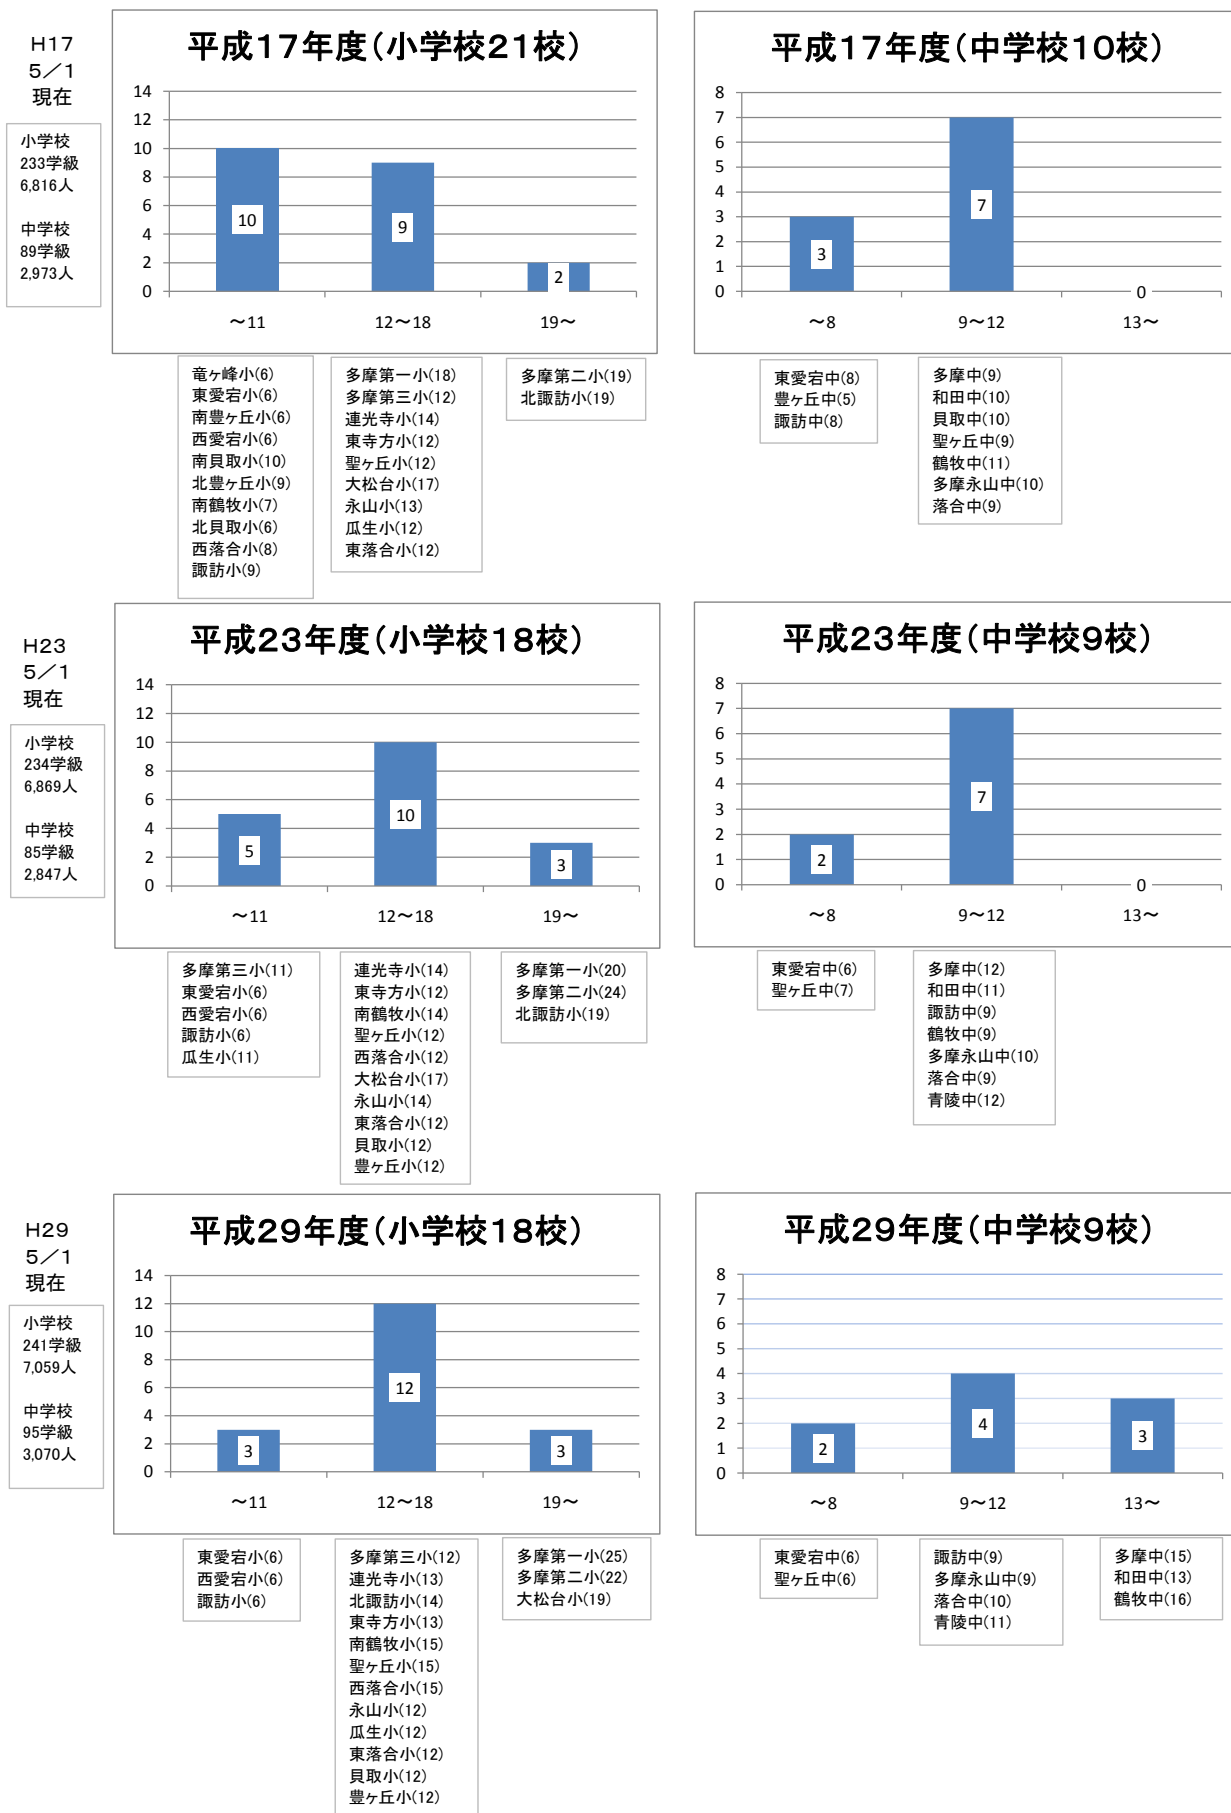 H17
5／1
現在
小学校
233学級
6,816人
中学校
89学級
2,973人
平成17年度（小学校21校）
14
12
10
8
6
4
2
0
10
9
2
～11
12～18
19～
竜ヶ峰小(6)
東愛宕小(6)
南豊ヶ丘小(6)
西愛宕小(6)
南貝取小(10)
北豊ヶ丘小(9)
南鶴牧小(7)
北貝取小(6)
西落合小(8)
諏訪小(9)
多摩第一小(18)
多摩第三小(12)
連光寺小(14)
東寺方小(12)
聖ヶ丘小(12)
大松台小(17)
永山小(13)
瓜生小(12)
東落合小(12)
多摩第二小(19)
北諏訪小(19)
平成17年度（中学校10校）
8
7
6
5
4
3
2
1
0
3
7
0
～8
9～12
13～
東愛宕中(8)
豊ヶ丘中(5)
諏訪中(8)
多摩中(9)
和田中(10)
貝取中(10)
聖ヶ丘中(9)
鶴牧中(11)
多摩永山中(10)
落合中(9)
H23
5／1
現在
小学校
234学級
6,869人
中学校
85学級
2,847人
平成23年度（小学校18校）
14
12
10
8
6
4
2
0
5
10
3
～11
12～18
19～
多摩第三小(11)
東愛宕小(6)
西愛宕小(6)
諏訪小(6)
瓜生小(11)
連光寺小(14)
東寺方小(12)
南鶴牧小(14)
聖ヶ丘小(12)
西落合小(12)
大松台小(17)
永山小(14)
東落合小(12)
貝取小(12)
豊ヶ丘小(12)
多摩第一小(20)
多摩第二小(24)
北諏訪小(19)
平成23年度（中学校9校）
8
7
6
5
4
3
2
1
0
2
7
0
～8
9～12
13～
東愛宕中(6)
聖ヶ丘中(7)
多摩中(12)
和田中(11)
諏訪中(9)
鶴牧中(9)
多摩永山中(10)
落合中(9)
青陵中(12)
H29
5／1
現在
小学校
241学級
7,059人
中学校
95学級
3,070人
平成29年度（小学校18校）
14
12
10
8
6
4
2
0
3
12
3
～11
12～18
19～
東愛宕小(6)
西愛宕小(6)
諏訪小(6)
多摩第三小(12)
連光寺小(13)
北諏訪小(14)
東寺方小(13)
南鶴牧小(15)
聖ヶ丘小(15)
西落合小(15)
永山小(12)
瓜生小(12)
東落合小(12)
貝取小(12)
豊ヶ丘小(12)
多摩第一小(25)
多摩第二小(22)
大松台小(19)
平成29年度（中学校9校）
8
7
6
5
4
3
2
1
0
2
4
3
～8
9～12
13～
東愛宕中(6)
聖ヶ丘中(6)
諏訪中(9)
多摩永山中(9)
落合中(10)
青陵中(11)
多摩中(15)
和田中(13)
鶴牧中(16)